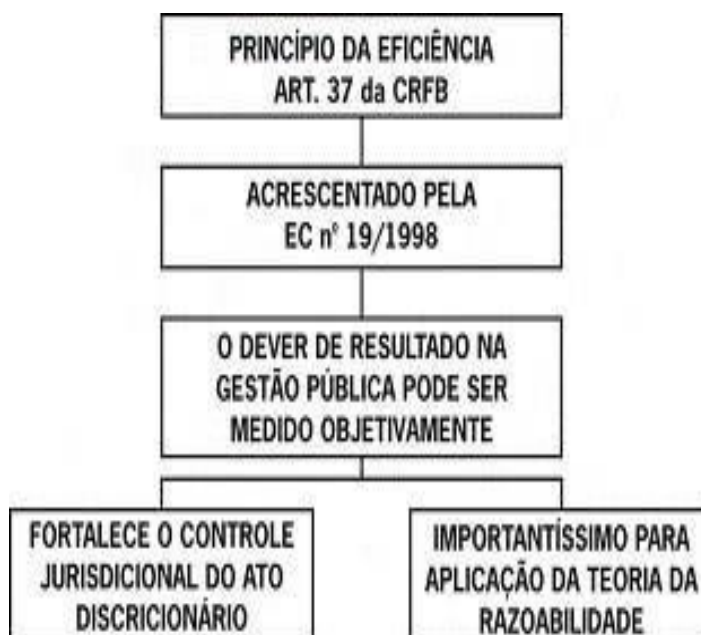 PRINCÍPIO DA EFICIÊNCIA
ART. 37 da CRFB
ACRESCENTADO PELA
EC nº 19/1998
O DEVER DE RESULTADO NA
GESTÃO PÚBLICA PODE SER
MEDIDO OBJETIVAMENTE
FORTALECE O CONTROLE
JURISDICIONAL DO ATO
DISCRICIONÁRIO
IMPORTANTÍSSIMO PARA
APLICAÇÃO DA TEORIA DA
RAZOABILIDADE